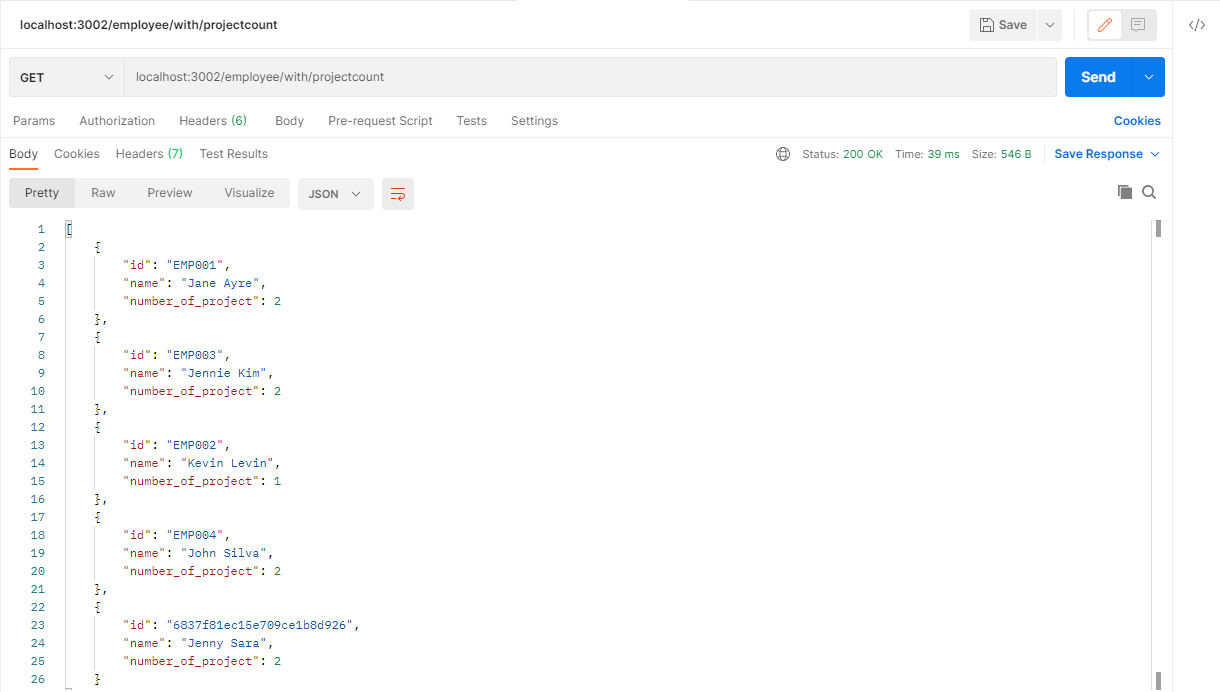 localhost:3002/employee/with/projectcount
Save
GET
localhost:3002/employee/with/projectcount
Send
Params Authorization Headers (6) Body Pre-request Script Tests Settings Cookies
Body Cookies Headers (7) Test Results Status: 200 OK Time: 39 ms Size: 546 B Save Response
Pretty Raw Preview Visualize JSON
1 [
2 {
3 "id": "EMP001",
4 "name": "Jane Ayre",
5 "number_of_project": 2
6 },
7 {
8 "id": "EMP003",
9 "name": "Jennie Kim",
10 "number_of_project": 2
11 },
12 {
13 "id": "EMP002",
14 "name": "Kevin Levin",
15 "number_of_project": 1
16 },
17 {
18 "id": "EMP004",
19 "name": "John Silva",
20 "number_of_project": 2
21 },
22 {
23 "id": "6837f81ec15e709ce1b8d926",
24 "name": "Jenny Sara",
25 "number_of_project": 2
26 }